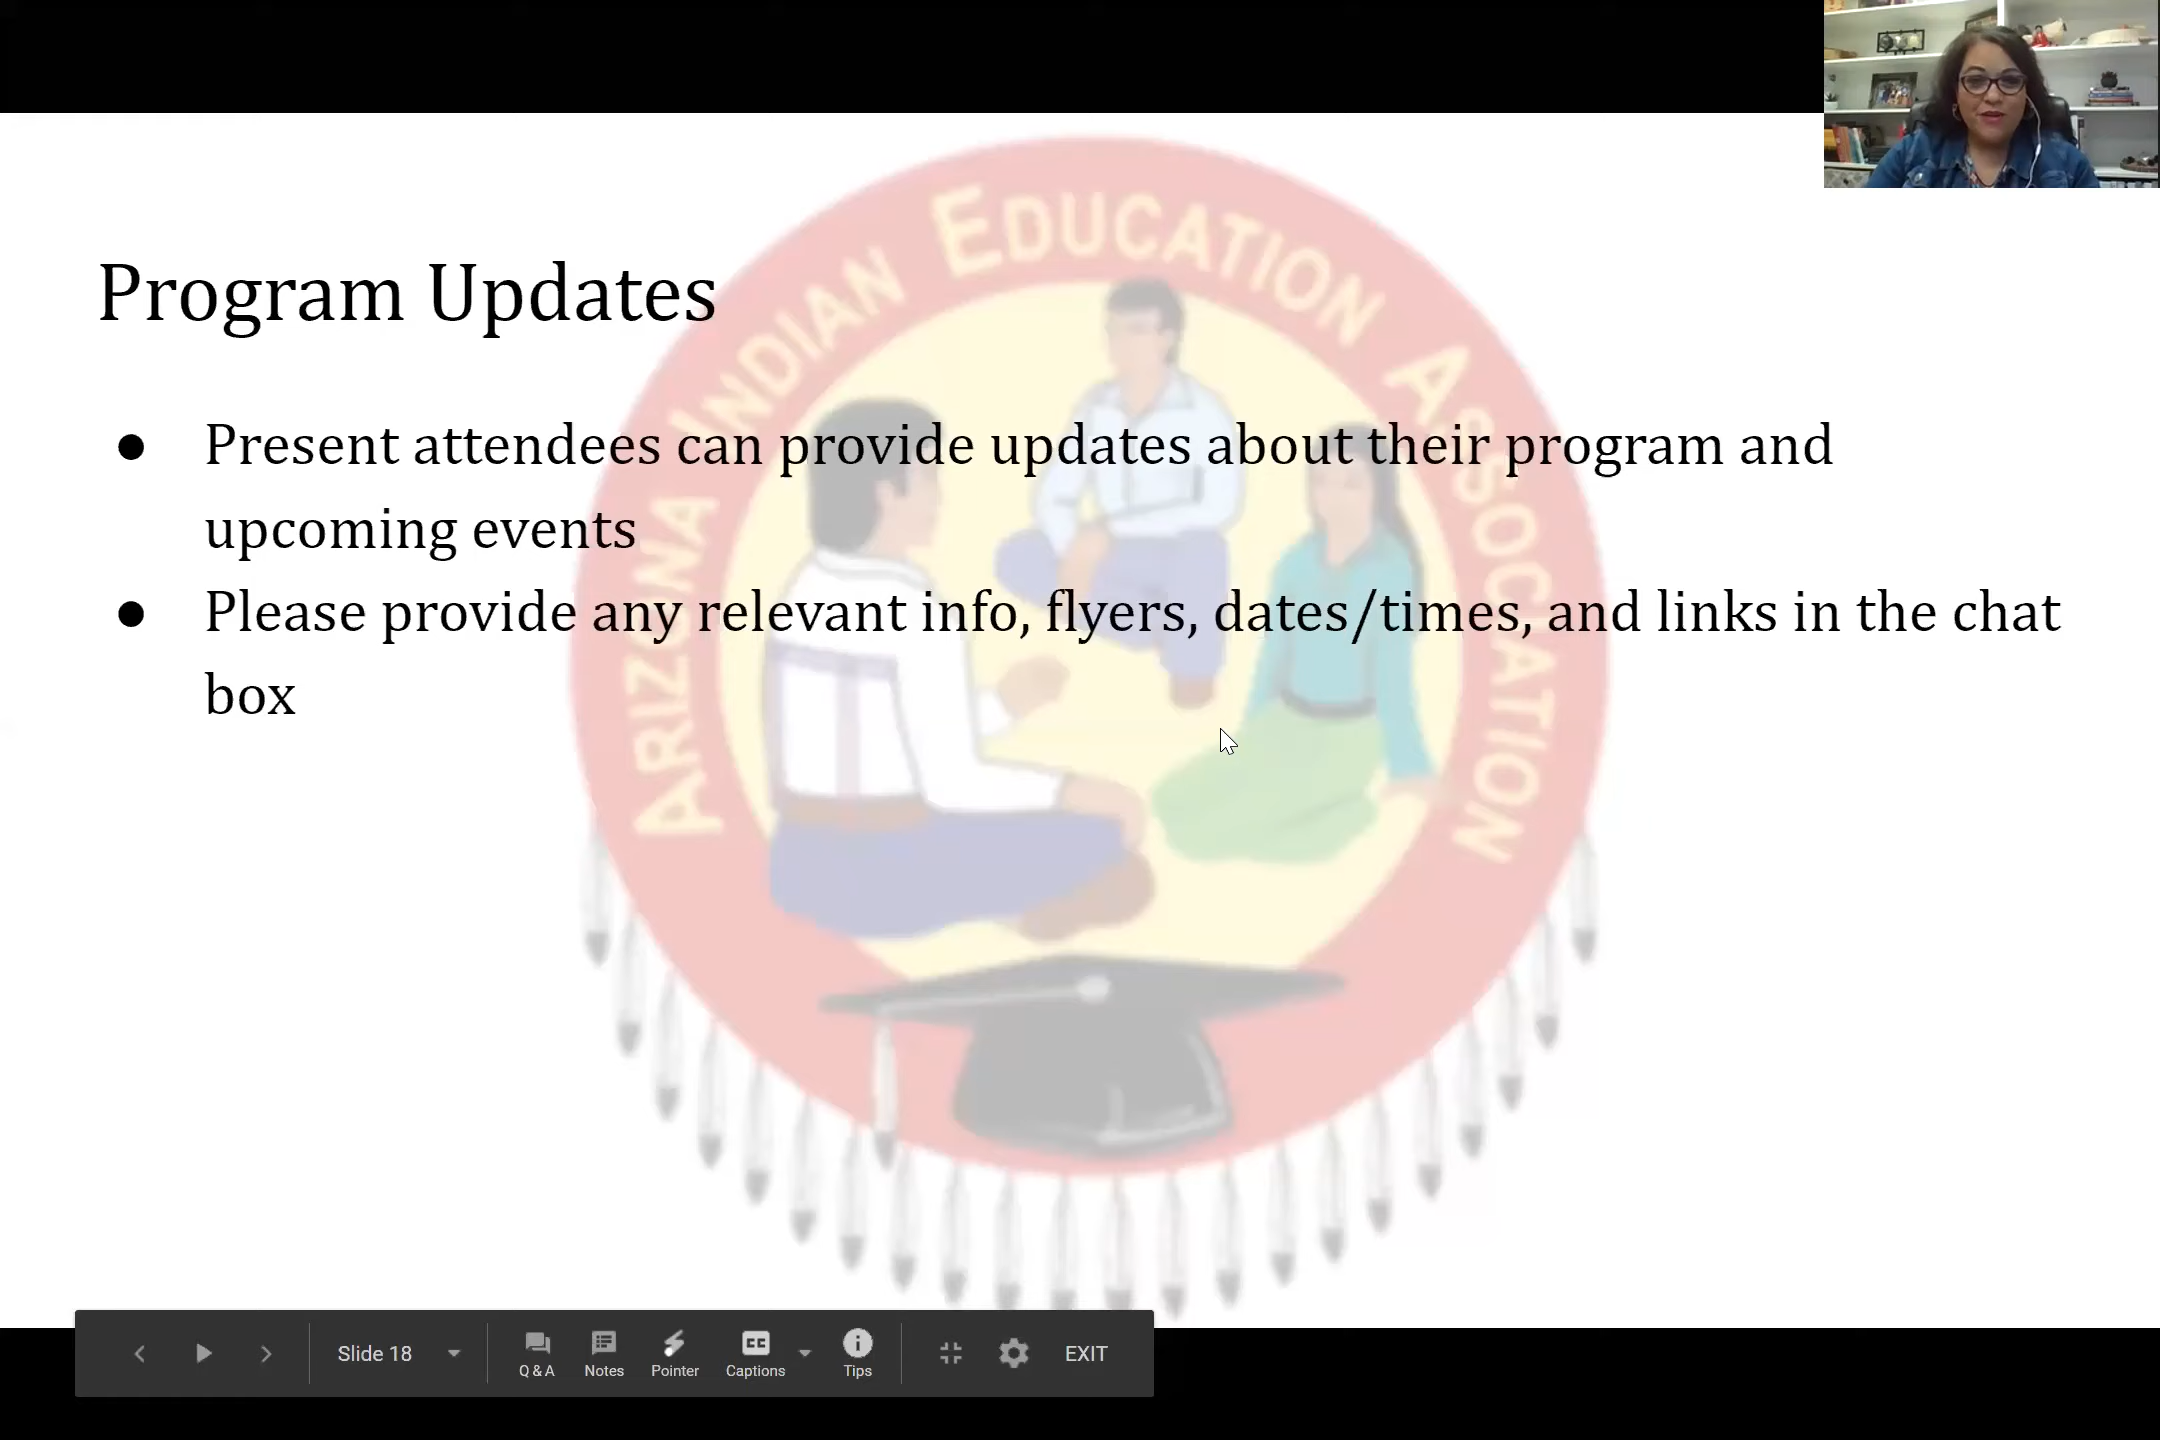 Program Updates
ARIZONA INDIAN EDUCATION ASSOCIATION
● Present attendees can provide updates about their program and
upcoming events
● Please provide any relevant info, flyers, dates/times, and links in the chat
box
Slide 18
Q & A
Notes
Pointer
CC
Captions
Tips
EXIT